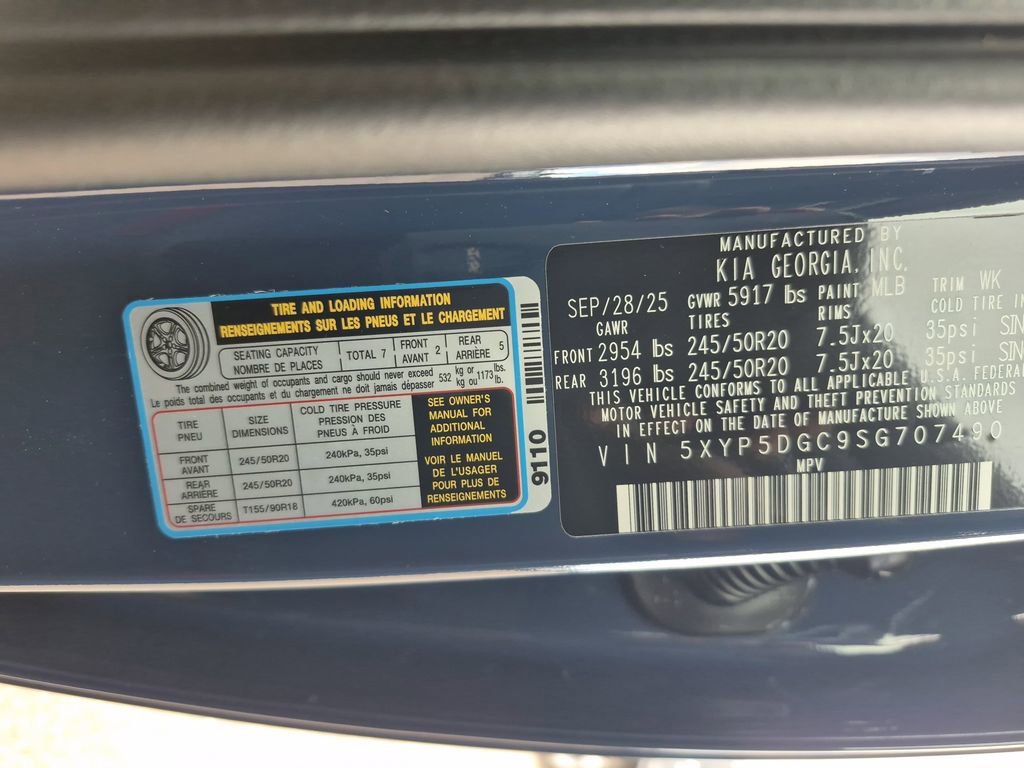 TIRE AND LOADING INFORMATION
RENSEIGNEMENTS SUR LES PNEUS ET LE CHARGEMENT
SEATING CAPACITY
NOMBRE DE PLACES
TOTAL 7
FRONT
AVANT 2
REAR
ARRIÈRE 5
The combined weight of occupants and cargo should never exceed 532 kg or 1173 lbs.
Le poids total des occupants et du chargement ne doit jamais dépasser 532 kg ou 1173 lb.
TIRE
PNEU
SIZE
DIMENSIONS
COLD TIRE PRESSURE
PRESSION DES
PNEUS À FROID
FRONT
AVANT
245/50R20
240kPa, 35psi
REAR
ARRIÈRE
245/50R20
240kPa, 35psi
SPARE
DE SECOURS
T155/90R18
420kPa, 60psi
SEE OWNER'S
MANUAL FOR
ADDITIONAL
INFORMATION
VOIR LE MANUEL
DE L'USAGER
POUR PLUS DE
RENSEIGNEMENTS
9110
MANUFACTURED BY
KIA GEORGIA, INC.
SEP/28/25 GVWR 5917 lbs PAINT MLB TRIM WK
GAWR TIRES RIMS COLD TIRE IN
FRONT 2954 lbs 245/50R20 7.5Jx20 35psi SIN
REAR 3196 lbs 245/50R20 7.5Jx20 35psi SIN
THIS VEHICLE CONFORMS TO ALL APPLICABLE U.S.A. FEDERAL
MOTOR VEHICLE SAFETY AND THEFT PREVENTION STANDARDS
IN EFFECT ON THE DATE OF MANUFACTURE SHOWN ABOVE
VIN 5XYP5DGC9SG707490
MPV